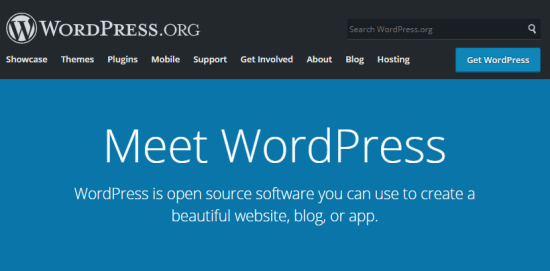 WORDPRESS.ORG
Search WordPress.org
Showcase Themes Plugins Mobile Support Get Involved About Blog Hosting Get WordPress
Meet WordPress
WordPress is open source software you can use to create a
beautiful website, blog, or app.